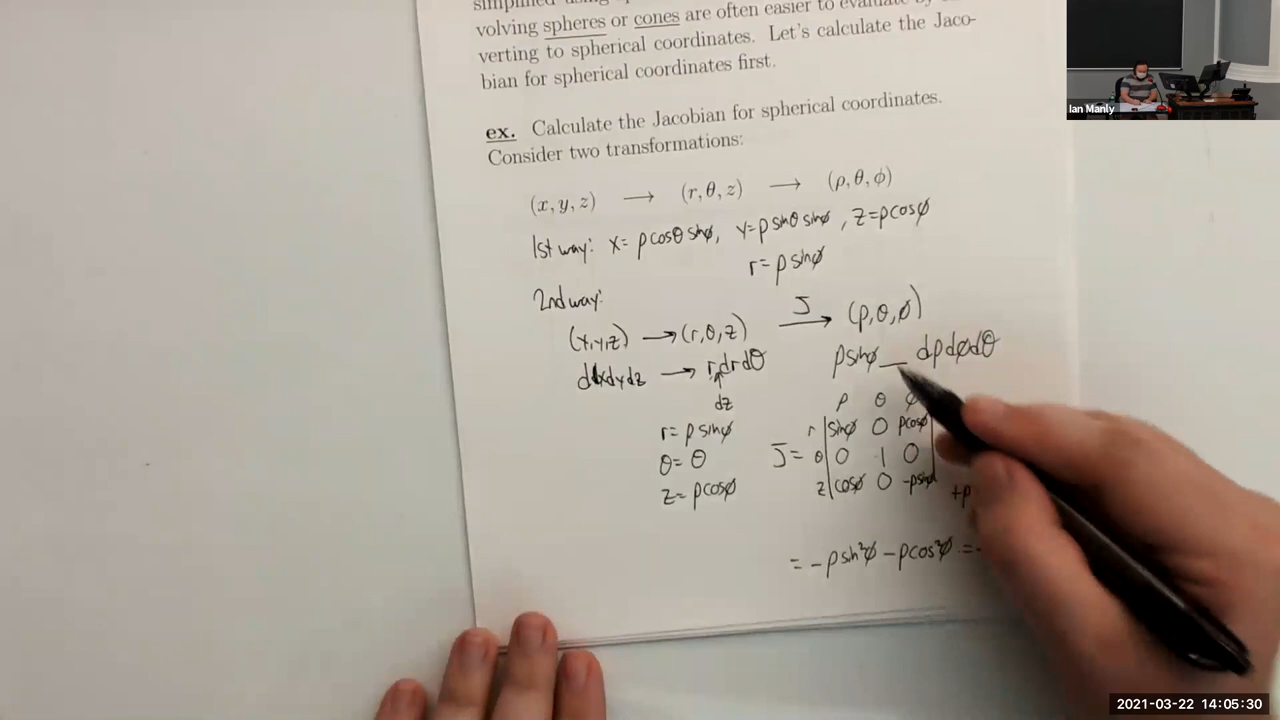 volving spheres or cones are often easier to evaluate by
verting to spherical coordinates. Let's calculate the Jaco-
bian for spherical coordinates first.
ex. Calculate the Jacobian for spherical coordinates.
Consider two transformations:
(x, y, z) ⟶ (r, θ, z) ⟶ (ρ, θ, ϕ)
1st way: x= ρcosθ sinϕ, y=ρ sinθ sinϕ, z=ρcosϕ
r= ρ sinϕ
2nd way:
(x,y,z) ⟶ (r,θ,z) J⟶ (ρ,θ,ϕ)
dxdydz ⟶ r drdθ ρsinϕ __ dρdϕdθ
dz
ρ θ ϕ
r= ρ sinϕ r |sinϕ 0 ρcosϕ|
θ= θ J= θ |0 1 0|
z= ρcosϕ z |cosϕ 0 -ρsinϕ|
+ρ
= -ρ sin²ϕ - ρcos²ϕ = -
Ian Manly
2021-03-22 14:05:30